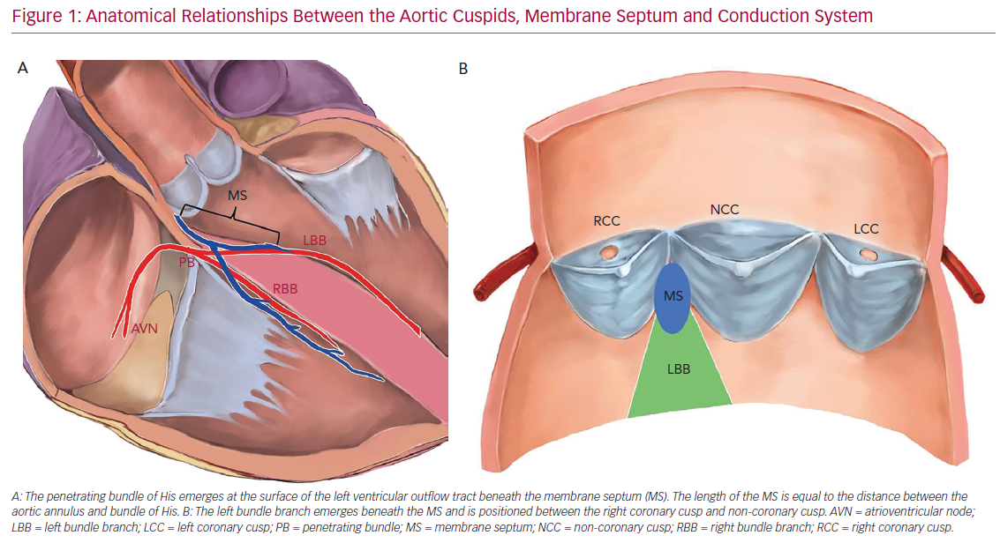 Figure 1: Anatomical Relationships Between the Aortic Cuspids, Membrane Septum and Conduction System
A
MS
LBB
PB
RBB
AVN
B
RCC
NCC
LCC
MS
LBB
A: The penetrating bundle of His emerges at the surface of the left ventricular outflow tract beneath the membrane septum (MS). The length of the MS is equal to the distance between the
aortic annulus and bundle of His. B: The left bundle branch emerges beneath the MS and is positioned between the right coronary cusp and non-coronary cusp. AVN = atrioventricular node;
LBB = left bundle branch; LCC = left coronary cusp; PB = penetrating bundle; MS = membrane septum; NCC = non-coronary cusp; RBB = right bundle branch; RCC = right coronary cusp.